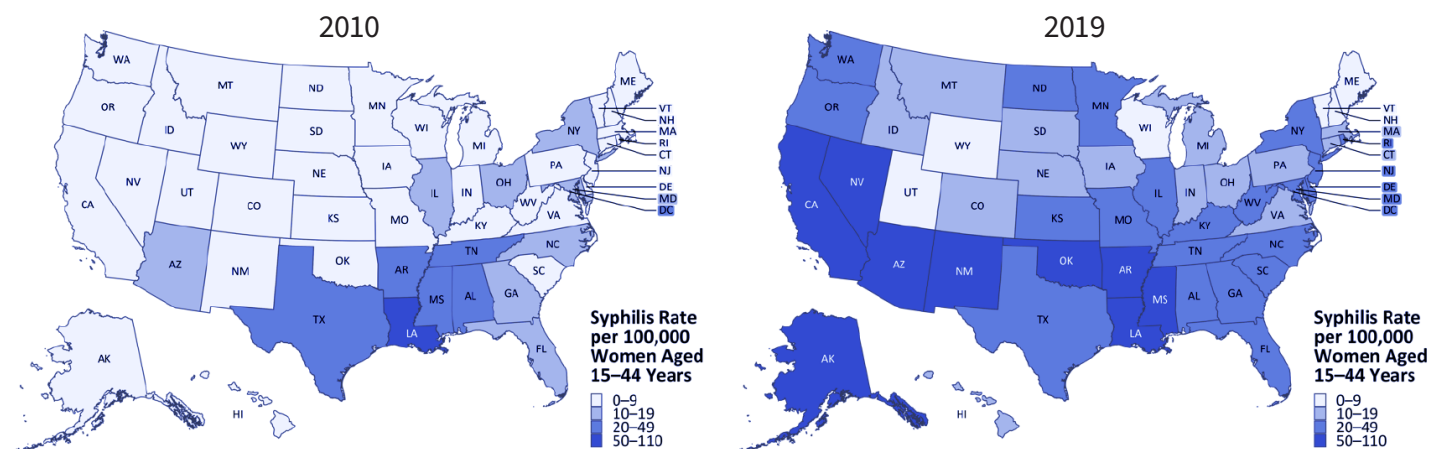 2010
WA
MT
ND
MN
ME
VT
NH
MA
RI
CT
NJ
DE
MD
DC
OR
ID
WY
SD
WI
MI
NY
NV
UT
CO
NE
IA
IL
IN
OH
PA
WV
VA
CA
KS
MO
KY
AZ
NM
OK
AR
TN
NC
SC
TX
LA
MS
AL
GA
FL
AK
HI
Syphilis Rate
per 100,000
Women Aged
15–44 Years
0–9
10–19
20–49
50–110
2019
WA
MT
ND
MN
ME
VT
NH
MA
RI
CT
NJ
DE
MD
DC
OR
ID
WY
SD
WI
MI
NY
NV
UT
CO
NE
IA
IL
IN
OH
PA
WV
VA
CA
KS
MO
KY
AZ
NM
OK
AR
TN
NC
SC
TX
LA
MS
AL
GA
FL
AK
HI
Syphilis Rate
per 100,000
Women Aged
15–44 Years
0–9
10–19
20–49
50–110